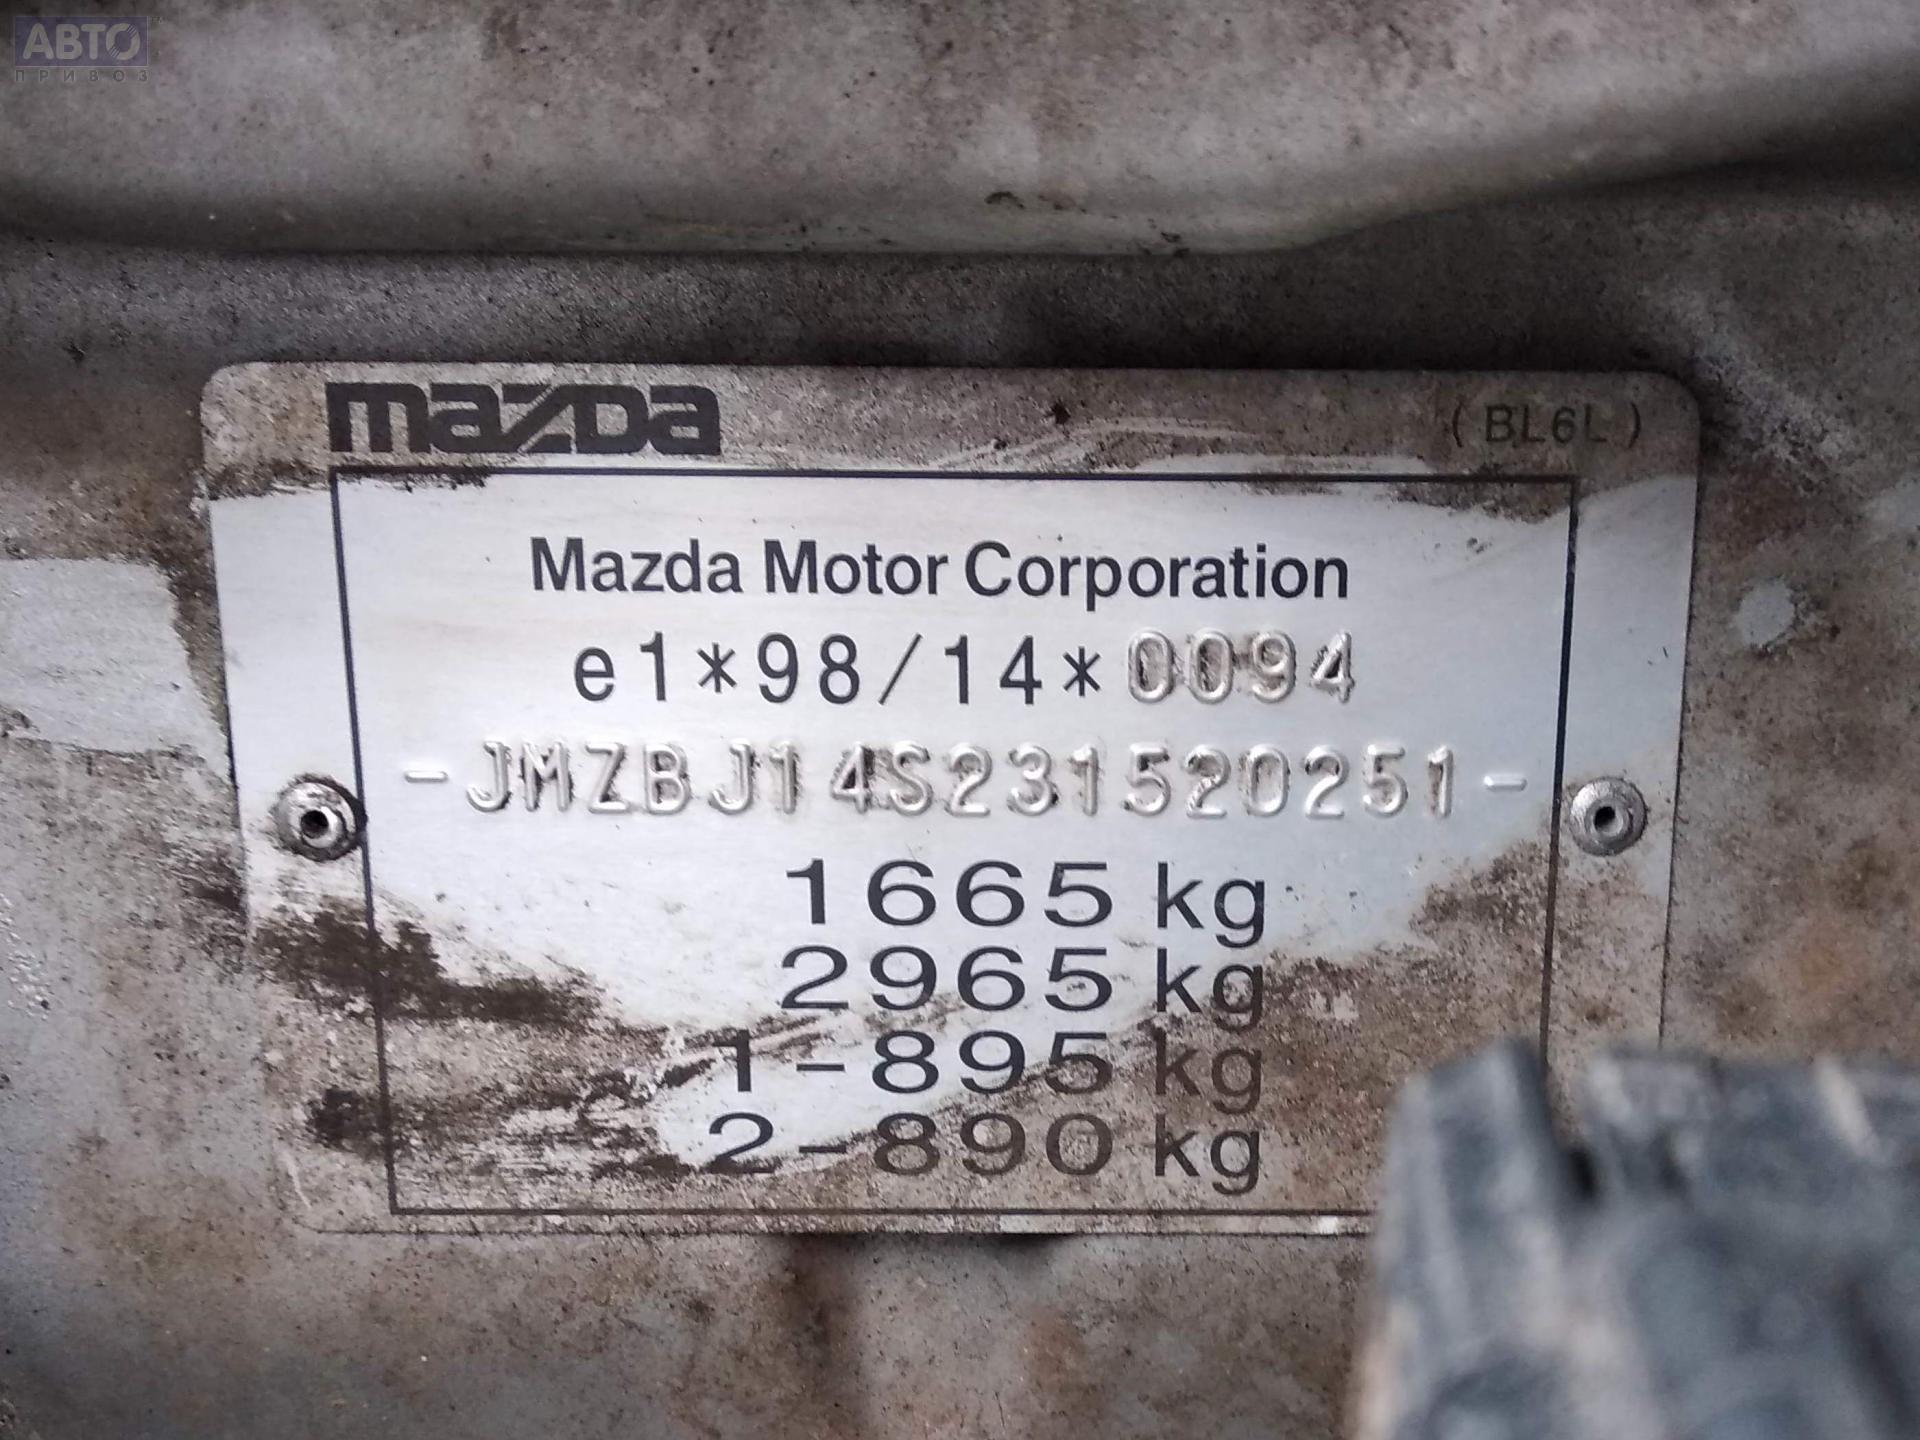 АВТО
ПРИВОЗ
mazda
(BL6L)
Mazda Motor Corporation
e1*98/14*0094
-JMZBJ14S231520251-
1665 kg
2965 kg
1-895 kg
2-890 kg